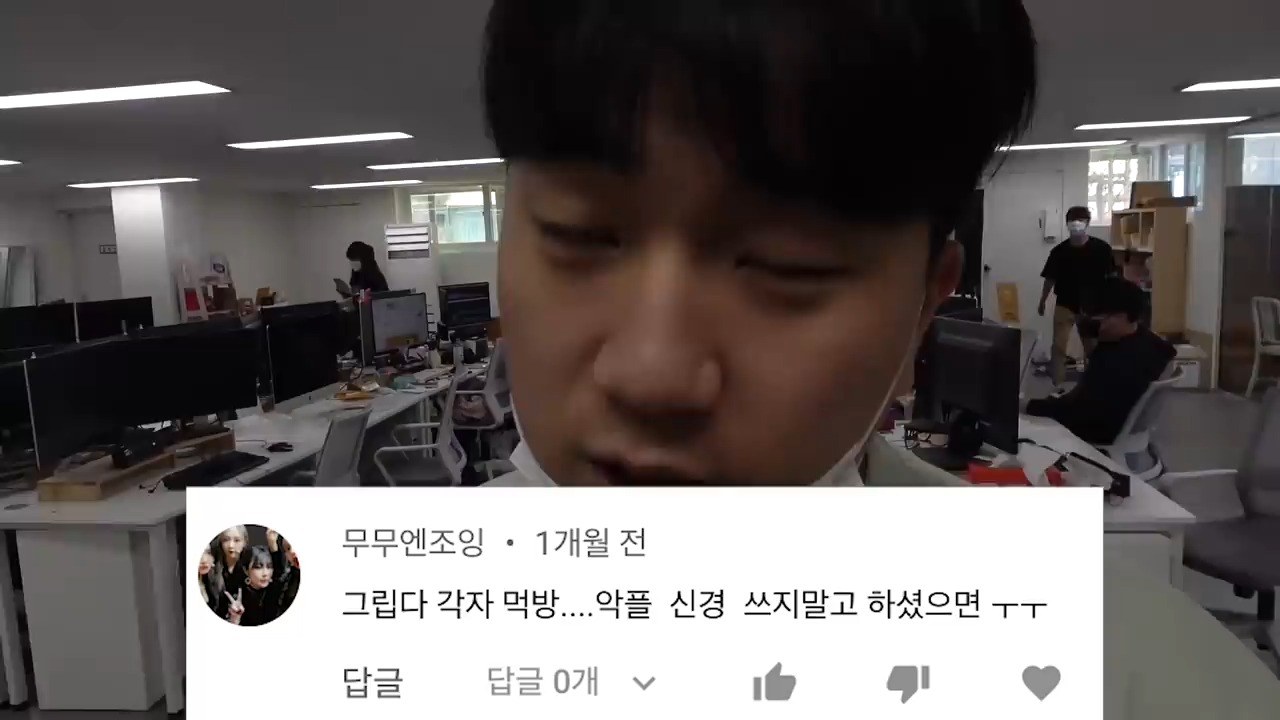 무무엔조잉 • 1개월 전
그립다 각자 먹방....악플 신경 쓰지말고 하셨으면 ㅜㅜ
답글 답글 0개